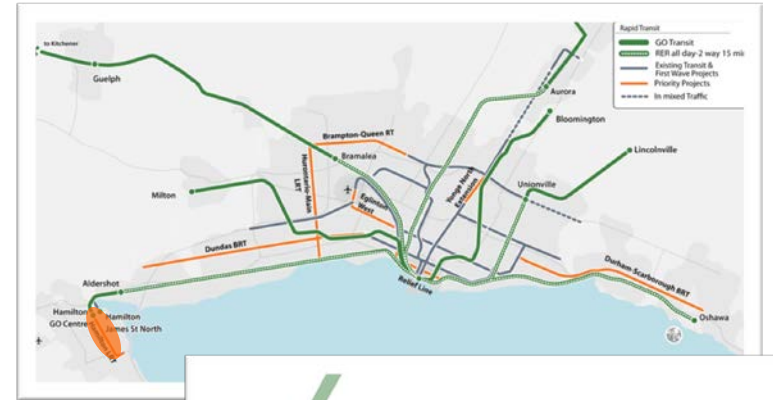 to Kitchener
Guelph
Rapid Transit
GO Transit
RER all day-2 way 15 mi
Existing Transit &
First Wave Projects
Priority Projects
In mixed Traffic
Aurora
Bloomington
Brampton-Queen RT
Bramalea
Lincolnville
Hurontario-Main
LRT
Yonge North
Extension
Unionville
Milton
Eglinton
West
Dundas BRT
Durham-Scarborough BRT
Aldershot
Relief Line
Hamilton
GO Centre
Hamilton
James St North
Hamilton LRT
Oshawa